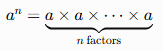 aⁿ = a × a × ⋯ × a
n factors